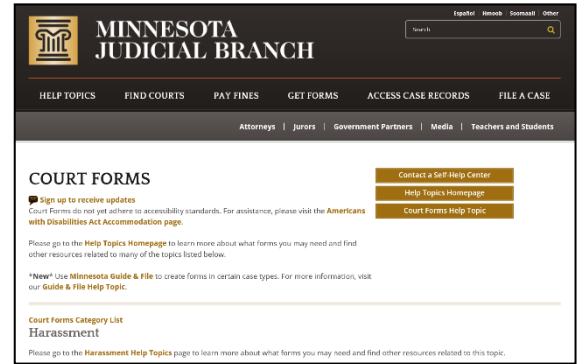 Español Hmoob Soomaali Other
MINNESOTA
JUDICIAL BRANCH
Search
HELP TOPICS FIND COURTS PAY FINES GET FORMS ACCESS CASE RECORDS FILE A CASE
Attorneys | Jurors | Government Partners | Media | Teachers and Students
COURT FORMS
Contact a Self-Help Center
Help Topics Homepage
Court Forms Help Topic
Sign up to receive updates
Court Forms do not yet adhere to accessibility standards. For assistance, please visit the Americans
with Disabilities Act Accommodation page.
Please go to the Help Topics Homepage to learn more about what forms you may need and find
other resources related to many of the topics listed below.
*New* Use Minnesota Guide & File to create forms in certain case types. For more information, visit
our Guide & File Help Topic.
Court Forms Category List
Harassment
Please go to the Harassment Help Topics page to learn more about what forms you may need and find other resources related to this topic.